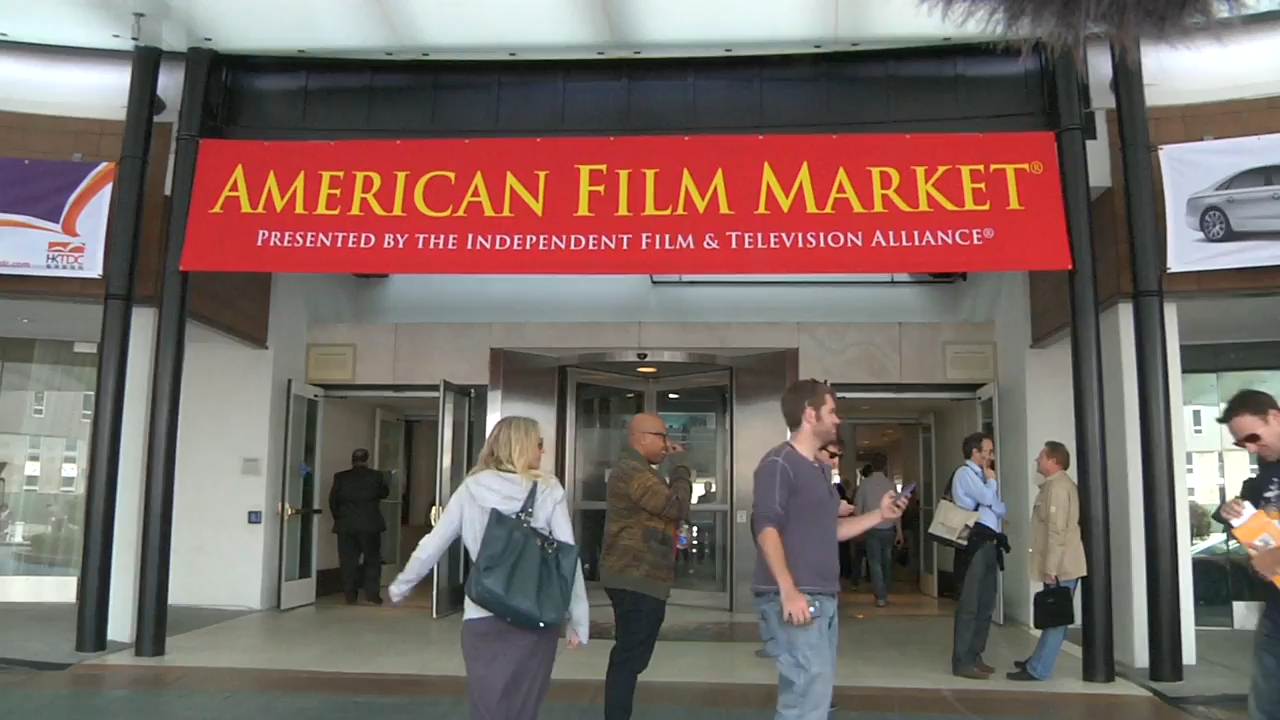 AMERICAN FILM MARKET®
PRESENTED BY THE INDEPENDENT FILM & TELEVISION ALLIANCE®
HKTDC